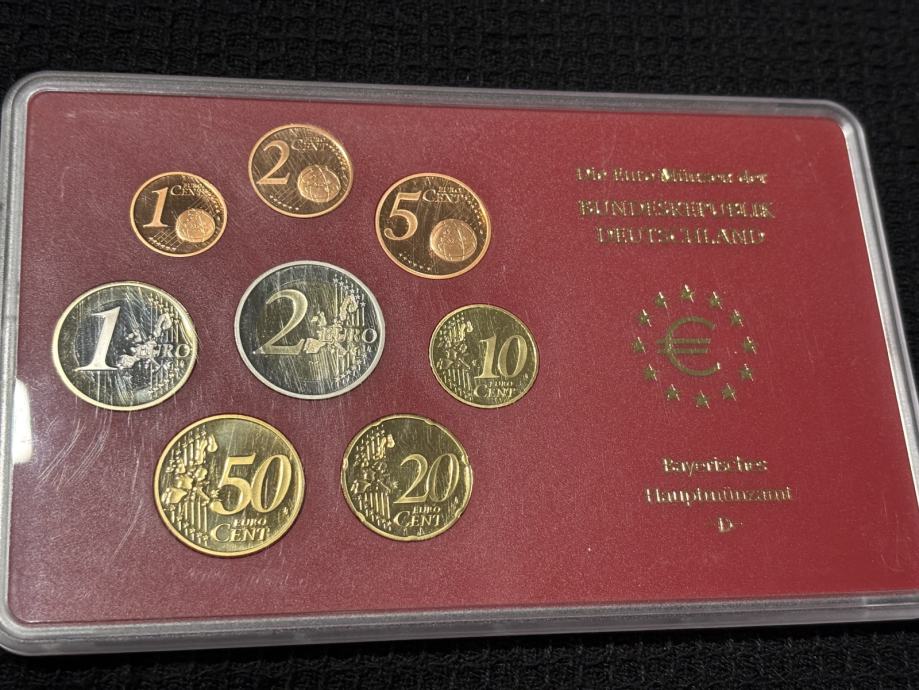 2 EURO CENT
1 EURO CENT
5 EURO CENT
1 EURO
2 EURO
10 EURO CENT
50 EURO CENT
20 EURO CENT
Die Euro-Münzen der
BUNDESREPUBLIK
DEUTSCHLAND
€
Bayerisches
Hauptmünzamt
-D-